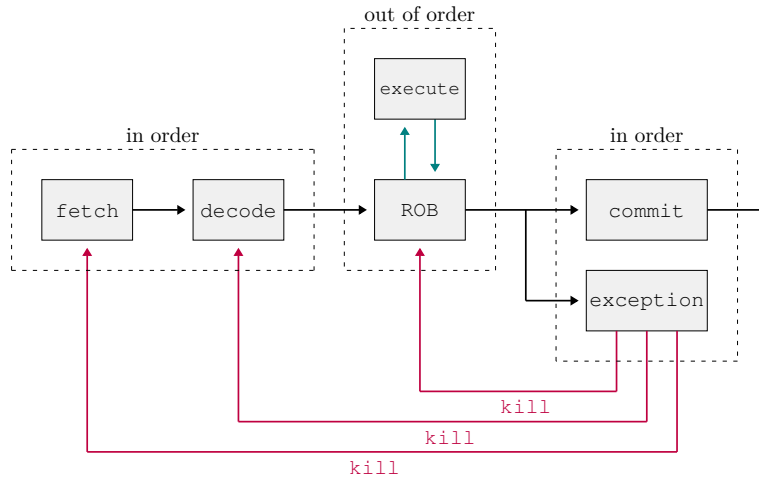 out of order
execute
in order
in order
fetch
decode
ROB
commit
exception
kill
kill
kill